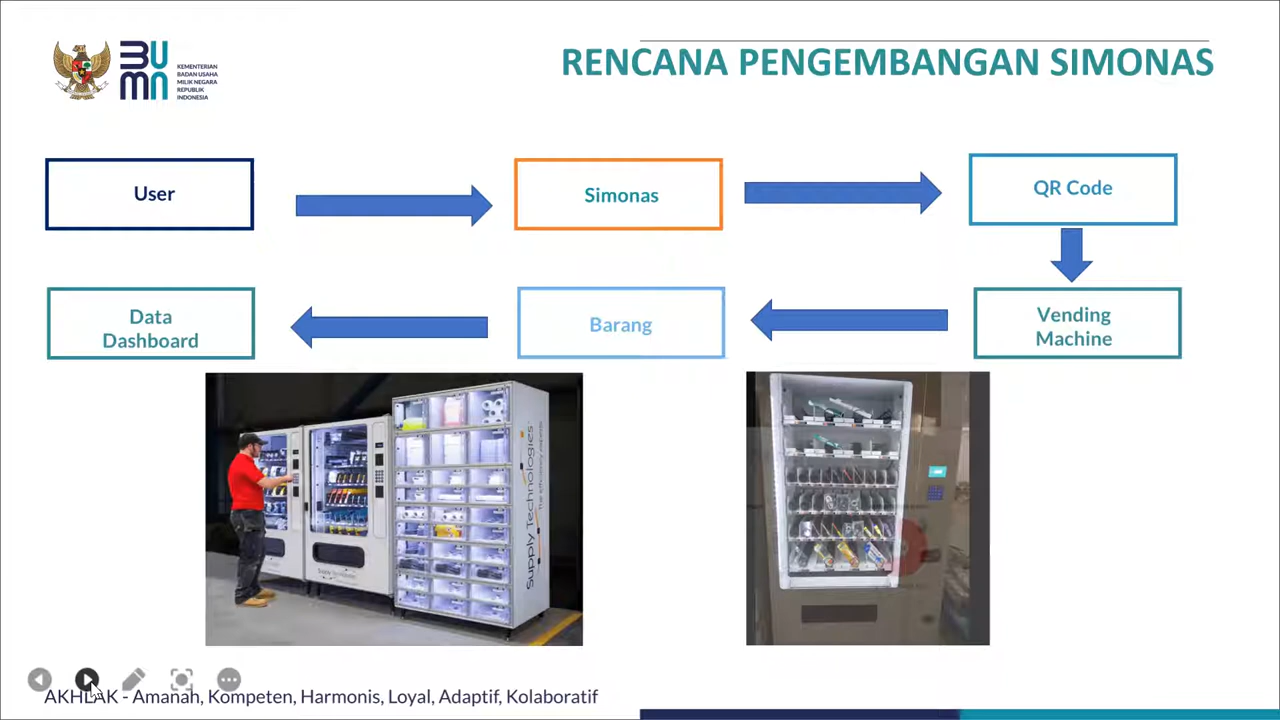 BUMN
KEMENTERIAN
BADAN USAHA
MILIK NEGARA
REPUBLIK
INDONESIA
RENCANA PENGEMBANGAN SIMONAS
User
Simonas
QR Code
Data
Dashboard
Barang
Vending
Machine
Supply Technologies
AKHLAK - Amanah, Kompeten, Harmonis, Loyal, Adaptif, Kolaboratif